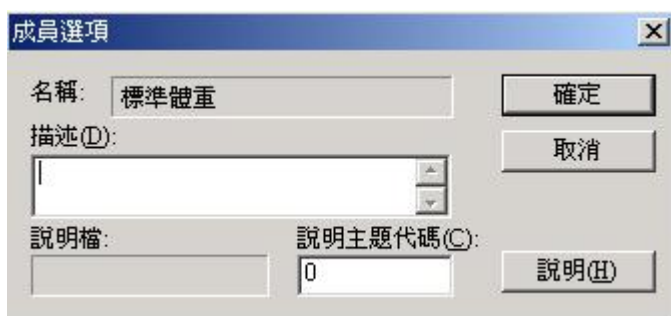 成員選項
名稱: 標準體重
確定
描述(D):
取消
說明檔:
說明主題代碼(C):
0
說明(H)